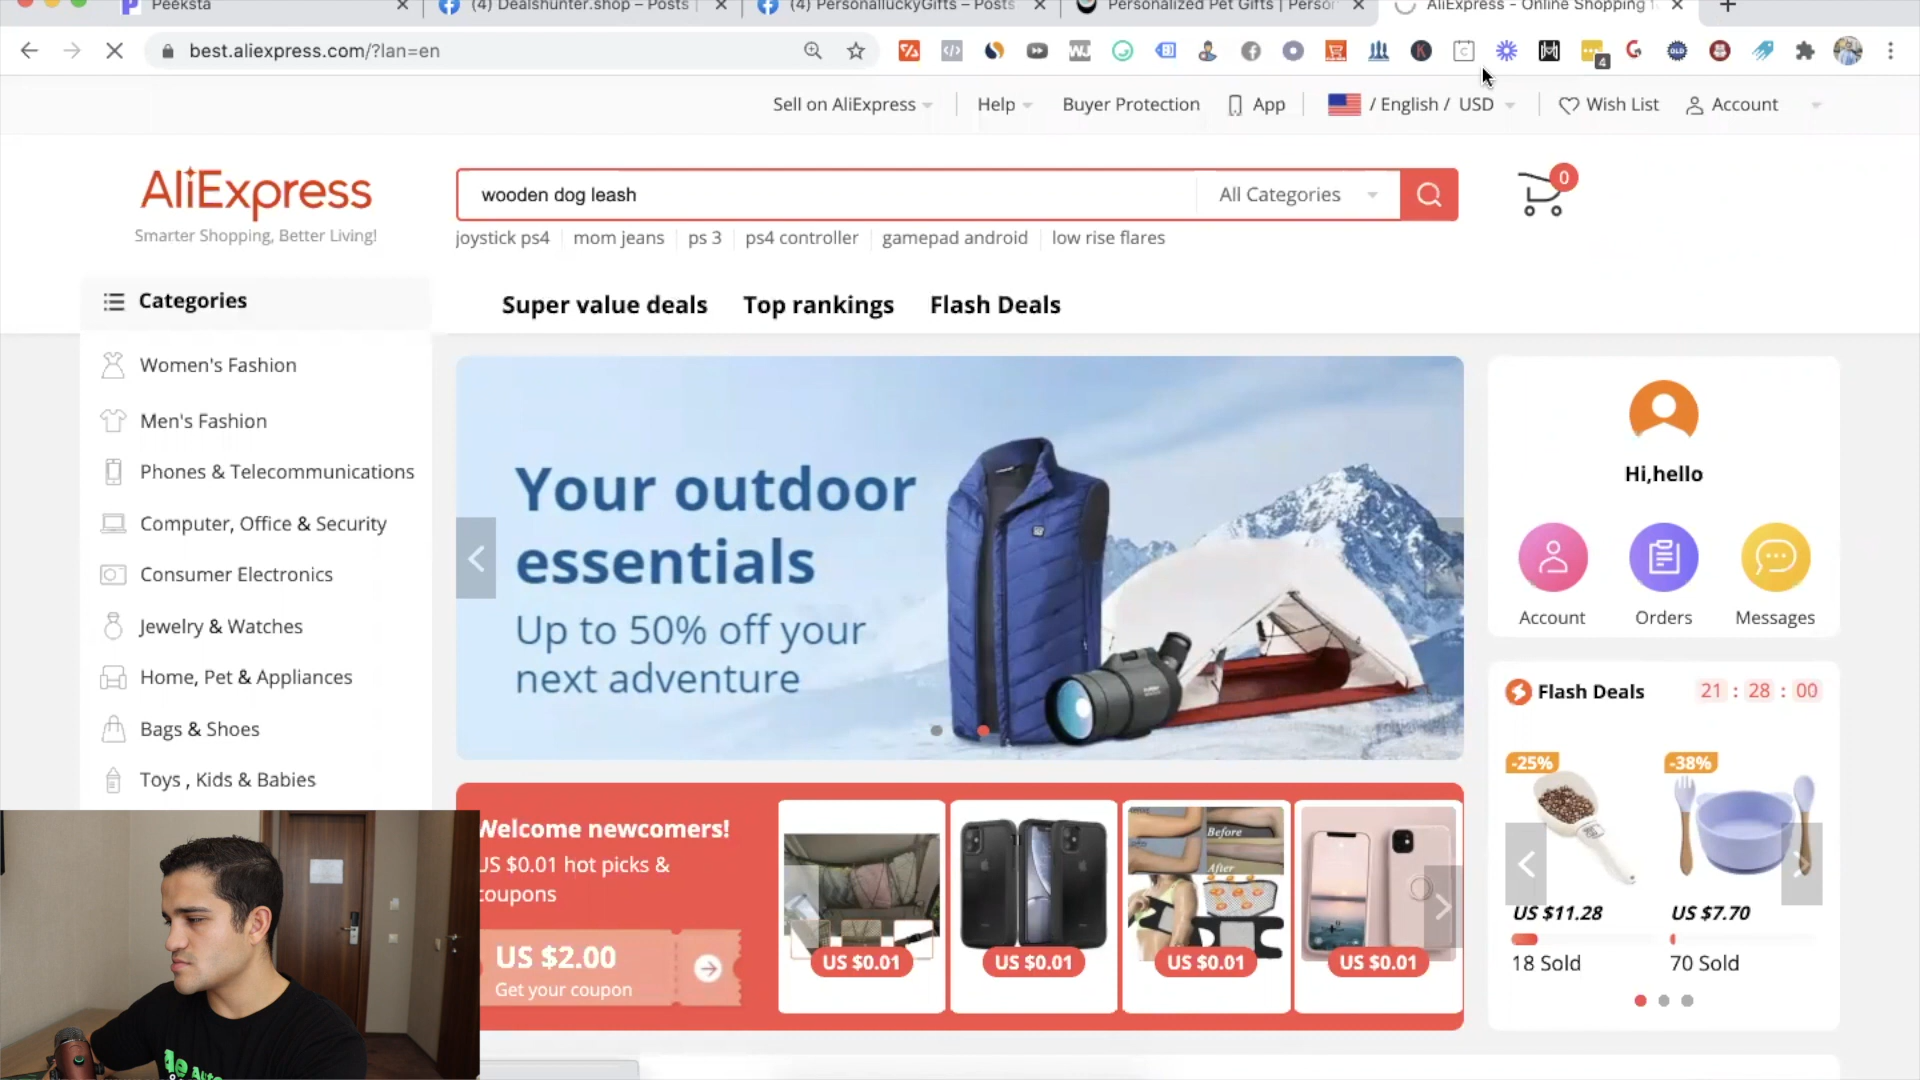 Peeksta
(4) Dealshunter.shop – Posts
(4) PersonalluckyGifts – Posts
Personalized Pet Gifts | Person
AliExpress - Online Shopping f
best.aliexpress.com/?lan=en
4
Sell on AliExpress
Help
Buyer Protection
App
/ English / USD
Wish List
Account
AliExpress
Smarter Shopping, Better Living!
wooden dog leash
All Categories
0
joystick ps4
mom jeans
ps 3
ps4 controller
gamepad android
low rise flares
Categories
Super value deals
Top rankings
Flash Deals
Women's Fashion
Men's Fashion
Phones & Telecommunications
Computer, Office & Security
Consumer Electronics
Jewelry & Watches
Home, Pet & Appliances
Bags & Shoes
Toys , Kids & Babies
Your outdoor
essentials
Up to 50% off your
next adventure
Hi,hello
Account
Orders
Messages
Flash Deals
21 : 28 : 00
-25%
-38%
US $11.28
US $7.70
18 Sold
70 Sold
Welcome newcomers!
US $0.01 hot picks &
coupons
US $2.00
Get your coupon
Before
After
US $0.01
US $0.01
US $0.01
US $0.01